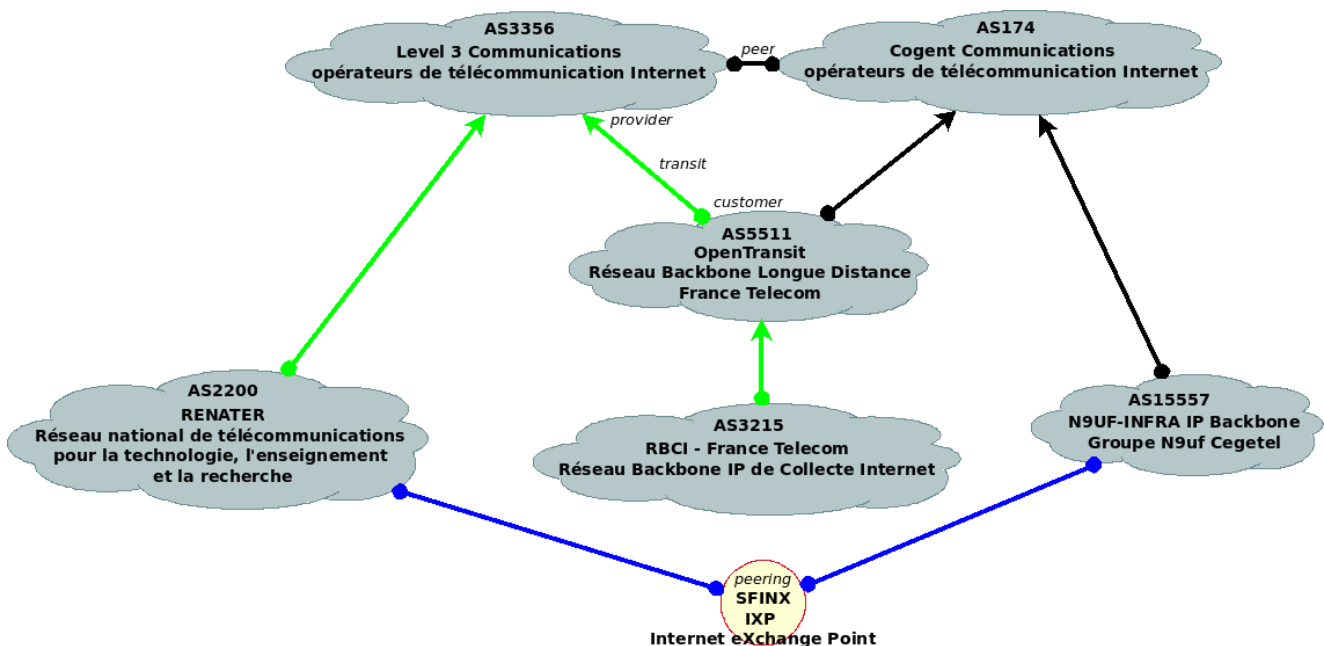 AS3356
Level 3 Communications
opérateurs de télécommunication Internet
peer
AS174
Cogent Communications
opérateurs de télécommunication Internet
provider
transit
customer
AS5511
OpenTransit
Réseau Backbone Longue Distance
France Telecom
AS2200
RENATER
Réseau national de télécommunications
pour la technologie, l'enseignement
et la recherche
AS3215
RBCI - France Telecom
Réseau Backbone IP de Collecte Internet
AS15557
N9UF-INFRA IP Backbone
Groupe N9uf Cegetel
peering
SFINX
IXP
Internet eXchange Point